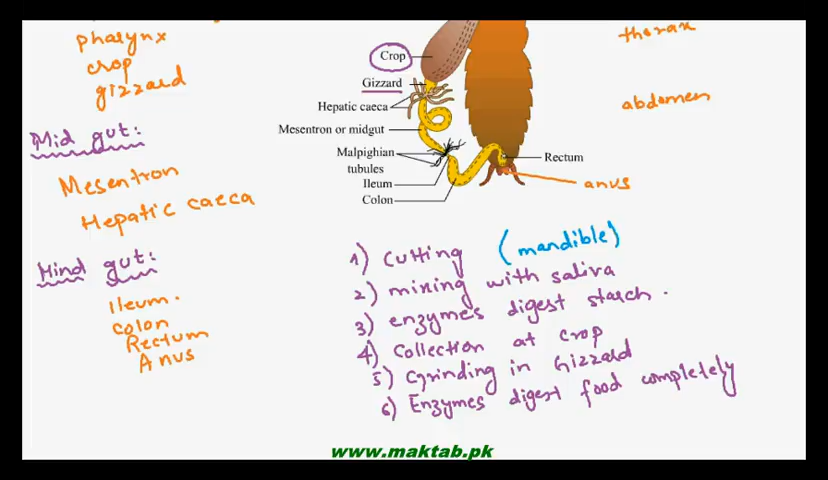 pharynx
crop
gizzard
Mid gut:
Mesentron
Hepatic caeca
Hind gut:
Ileum.
Colon
Rectum
Anus
Crop
Gizzard
Hepatic caeca
Mesentron or midgut
Malpighian
tubules
Ileum
Colon
Rectum
anus
thorax
abdomen
1) cutting (mandible)
2) mixing with saliva
3) enzymes digest starch.
4) Collection at crop
5) Grinding in Gizzard
6) Enzymes digest food completely
www.maktab.pk